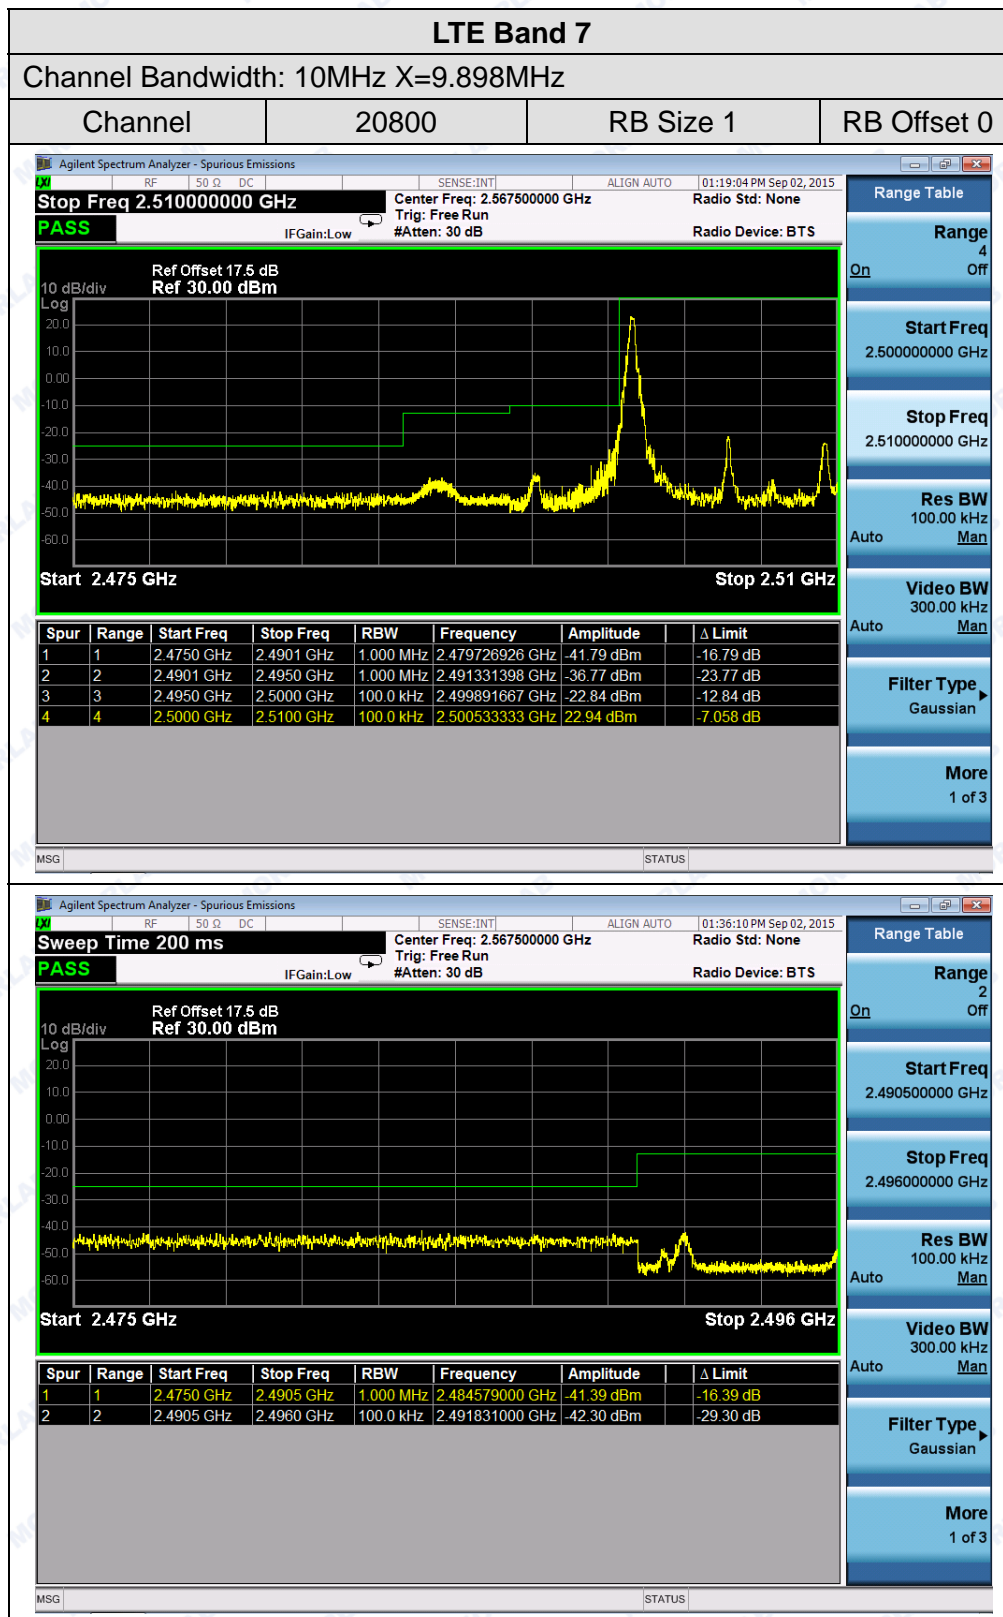 LTE Band 7
Channel Bandwidth: 10MHz X=9.898MHz
Channel 20800 RB Size 1 RB Offset 0
Agilent Spectrum Analyzer - Spurious Emissions
LXI RF 50 Ω DC SENSE:INT ALIGN AUTO 01:19:04 PM Sep 02, 2015
Stop Freq 2.510000000 GHz Center Freq: 2.567500000 GHz Radio Std: None
Trig: Free Run
PASS IFGain:Low #Atten: 30 dB Radio Device: BTS
Ref Offset 17.5 dB
10 dB/div Ref 30.00 dBm
Log
20.0
10.0
0.00
-10.0
-20.0
-30.0
-40.0
-50.0
-60.0
Start 2.475 GHz Stop 2.51 GHz
Spur Range Start Freq Stop Freq RBW Frequency Amplitude Δ Limit
1 1 2.4750 GHz 2.4901 GHz 1.000 MHz 2.479726926 GHz -41.79 dBm -16.79 dB
2 2 2.4901 GHz 2.4950 GHz 1.000 MHz 2.491331398 GHz -36.77 dBm -23.77 dB
3 3 2.4950 GHz 2.5000 GHz 100.0 kHz 2.499891667 GHz -22.84 dBm -12.84 dB
4 4 2.5000 GHz 2.5100 GHz 100.0 kHz 2.500533333 GHz 22.94 dBm -7.058 dB
MSG STATUS
Range Table
Range
4
On Off
Start Freq
2.500000000 GHz
Stop Freq
2.510000000 GHz
Res BW
100.00 kHz
Auto Man
Video BW
300.00 kHz
Auto Man
Filter Type
Gaussian
More
1 of 3
Agilent Spectrum Analyzer - Spurious Emissions
LXI RF 50 Ω DC SENSE:INT ALIGN AUTO 01:36:10 PM Sep 02, 2015
Sweep Time 200 ms Center Freq: 2.567500000 GHz Radio Std: None
Trig: Free Run
PASS IFGain:Low #Atten: 30 dB Radio Device: BTS
Ref Offset 17.5 dB
10 dB/div Ref 30.00 dBm
Log
20.0
10.0
0.00
-10.0
-20.0
-30.0
-40.0
-50.0
-60.0
Start 2.475 GHz Stop 2.496 GHz
Spur Range Start Freq Stop Freq RBW Frequency Amplitude Δ Limit
1 1 2.4750 GHz 2.4905 GHz 1.000 MHz 2.484579000 GHz -41.39 dBm -16.39 dB
2 2 2.4905 GHz 2.4960 GHz 100.0 kHz 2.491831000 GHz -42.30 dBm -29.30 dB
MSG STATUS
Range Table
Range
2
On Off
Start Freq
2.490500000 GHz
Stop Freq
2.496000000 GHz
Res BW
100.00 kHz
Auto Man
Video BW
300.00 kHz
Auto Man
Filter Type
Gaussian
More
1 of 3